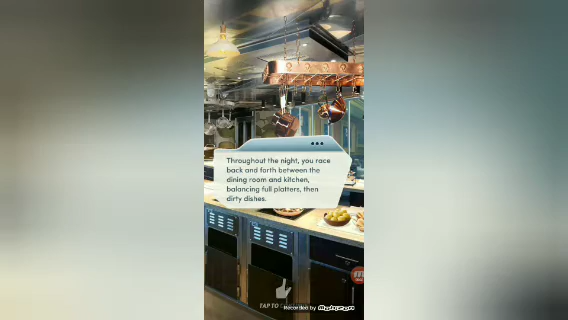 Throughout the night, you race
back and forth between the
dining room and kitchen,
balancing full platters, then
dirty dishes.
TAP TO
Recorded by